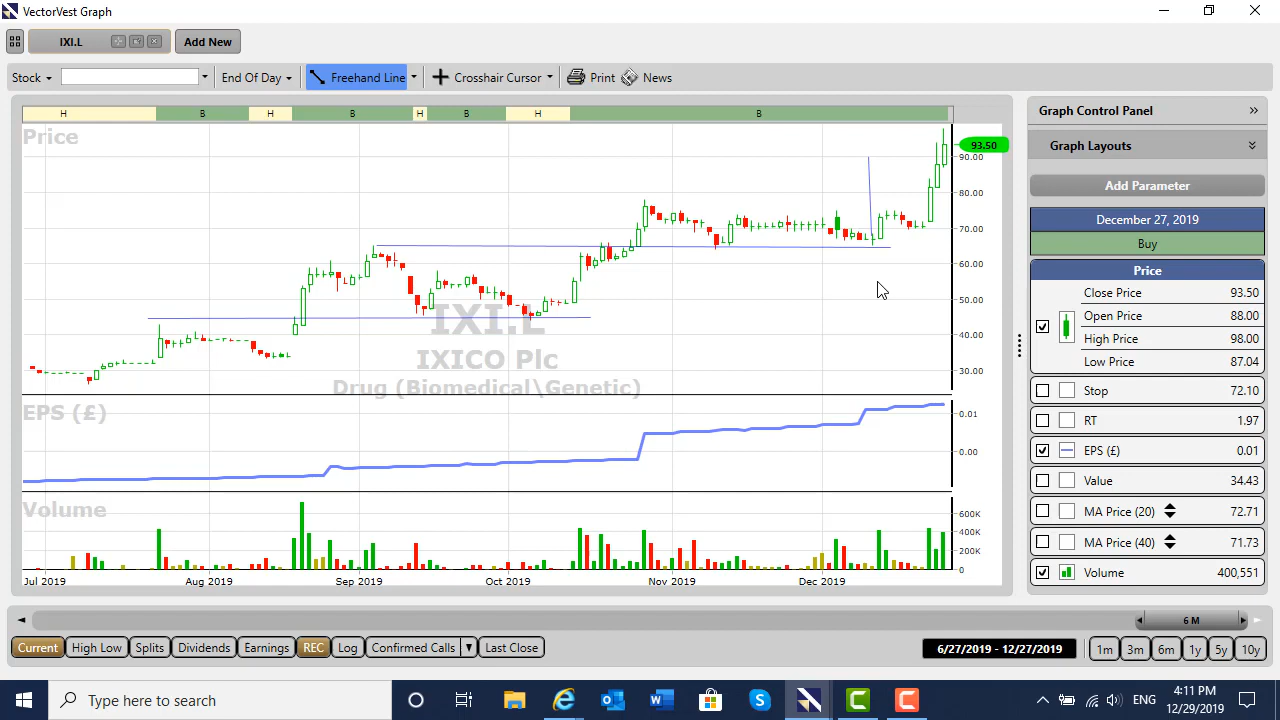 VectorVest Graph
IXI.L
Add New
Stock
End Of Day
Freehand Line
Crosshair Cursor
Print
News
H B H B H B H B
Price
93.50
90.00
80.00
70.00
60.00
50.00
40.00
30.00
IXI.L
IXICO Plc
Drug (Biomedical\Genetic)
EPS (£)
0.01
0.00
Volume
600K
400K
200K
0
Jul 2019 Aug 2019 Sep 2019 Oct 2019 Nov 2019 Dec 2019
Graph Control Panel
Graph Layouts
Add Parameter
December 27, 2019
Buy
Price
Close Price 93.50
Open Price 88.00
High Price 98.00
Low Price 87.04
Stop 72.10
RT 1.97
EPS (£) 0.01
Value 34.43
MA Price (20) 72.71
MA Price (40) 71.73
Volume 400,551
6 M
Current High Low Splits Dividends Earnings REC Log Confirmed Calls Last Close
6/27/2019 - 12/27/2019
1m 3m 6m 1y 5y 10y
Type here to search
ENG
4:11 PM
12/29/2019